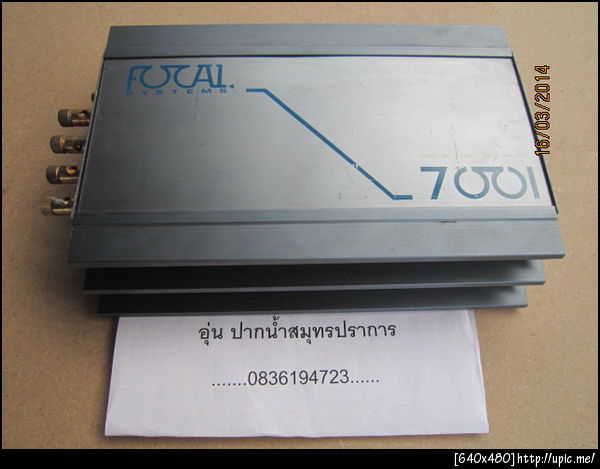 FOCAL
SYSTEMS
7001
16/03/2014
อุ่น ปากน้ำสมุทรปราการ
.......0836194723......
[640x480]http://upic.me/